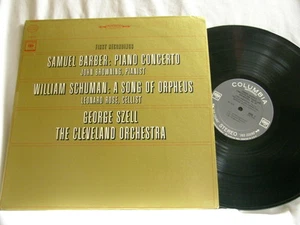 FIRST RECORDINGS
SAMUEL BARBER: PIANO CONCERTO
JOHN BROWNING, PIANIST
WILLIAM SCHUMAN: A SONG OF ORPHEUS
LEONARD ROSE, CELLIST
GEORGE SZELL
THE CLEVELAND ORCHESTRA
COLUMBIA